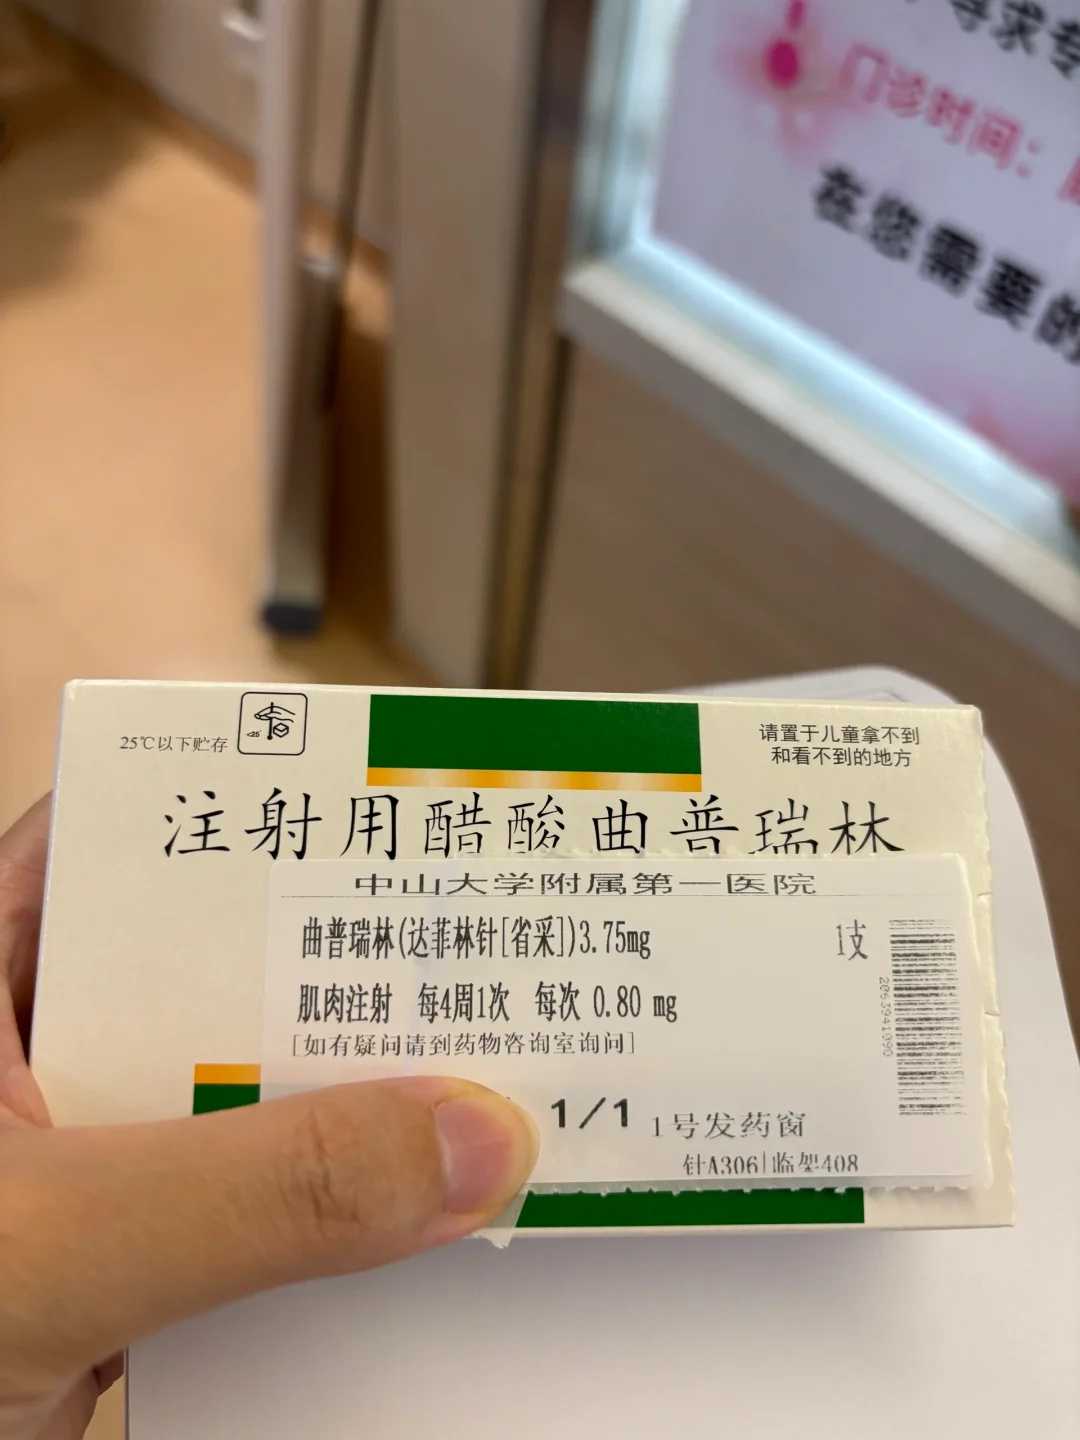 寻求专
门诊时间：
在您需要的
25℃以下贮存
<25°
请置于儿童拿不到
和看不到的地方
注射用醋酸曲普瑞林
中山大学附属第一医院
曲普瑞林(达菲林针[省采])3.75mg 1支
肌肉注射 每4周1次 每次 0.80 mg
[如有疑问请到药物咨询室询问]
1/1 1号发药窗
针A306|临架408
2063941090